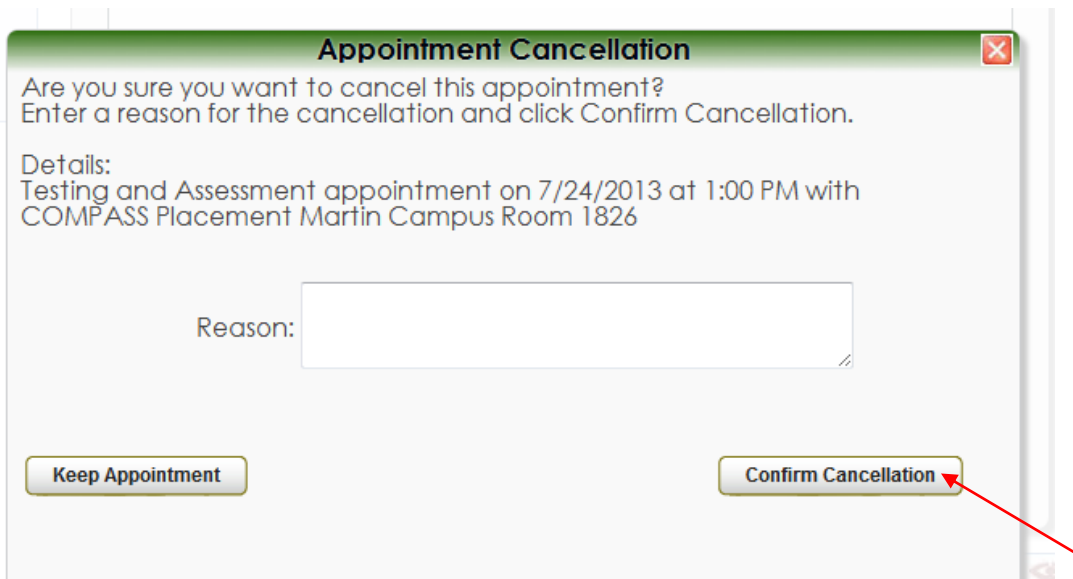 Appointment Cancellation
Are you sure you want to cancel this appointment?
Enter a reason for the cancellation and click Confirm Cancellation.
Details:
Testing and Assessment appointment on 7/24/2013 at 1:00 PM with
COMPASS Placement Martin Campus Room 1826
Reason:
Keep Appointment
Confirm Cancellation